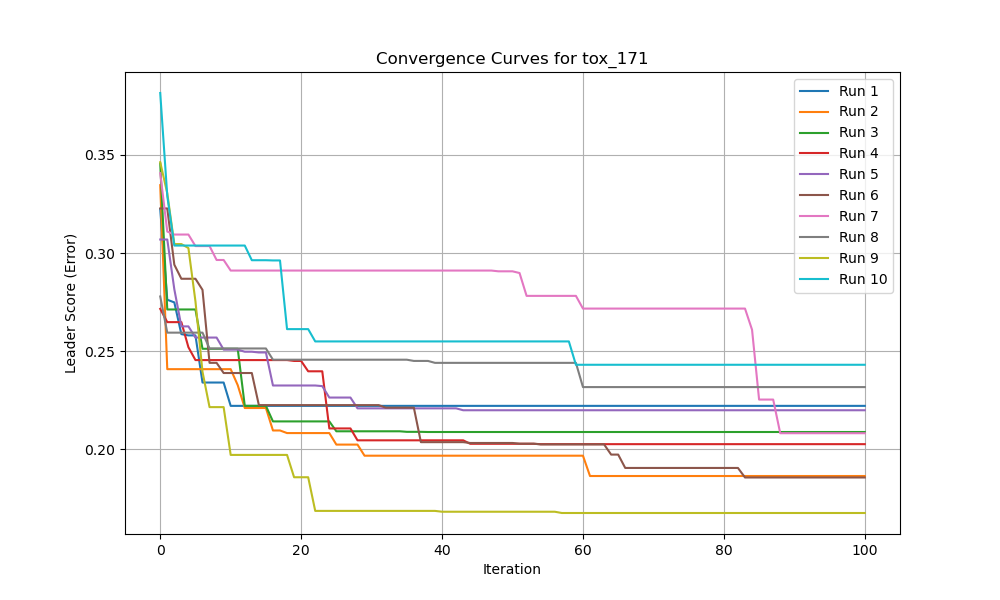 Convergence Curves for tox_171
Leader Score (Error)
0.35
0.30
0.25
0.20
0
20
40
60
80
100
Iteration
Run 1
Run 2
Run 3
Run 4
Run 5
Run 6
Run 7
Run 8
Run 9
Run 10